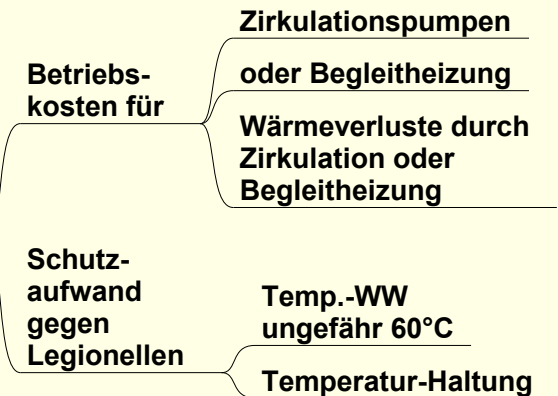 Betriebs-
kosten für
Zirkulationspumpen
oder Begleitheizung
Wärmeverluste durch
Zirkulation oder
Begleitheizung
Schutz-
aufwand
gegen
Legionellen
Temp.-WW
ungefähr 60°C
Temperatur-Haltung